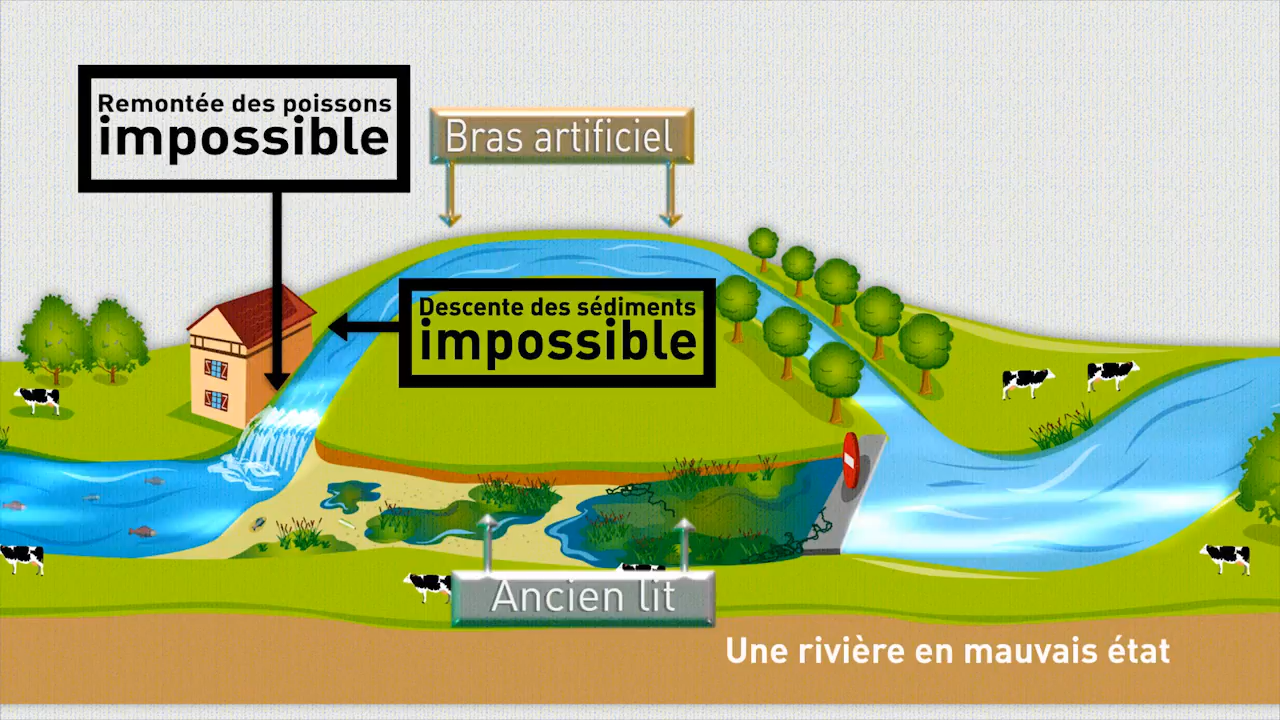 Remontée des poissons
impossible
Bras artificiel
Descente des sédiments
impossible
Ancien lit
Une rivière en mauvais état